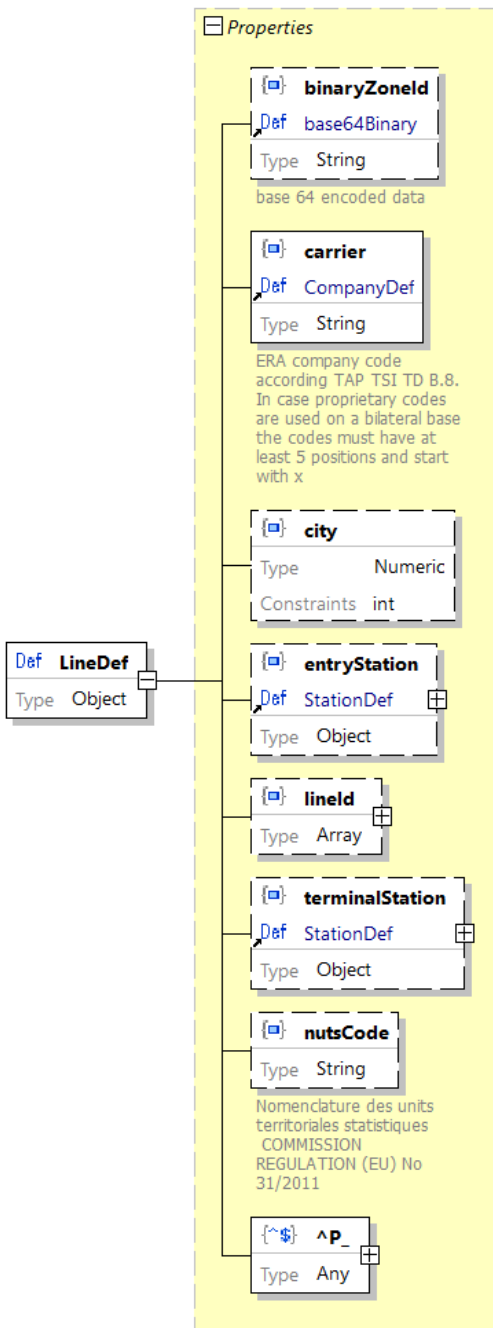 Properties
{} binaryZoneId
Def base64Binary
Type String
base 64 encoded data
{} carrier
Def CompanyDef
Type String
ERA company code
according TAP TSI TD B.8.
In case proprietary codes
are used on a bilateral base
the codes must have at
least 5 positions and start
with x
{} city
Type Numeric
Constraints int
Def LineDef
Type Object
{} entryStation
Def StationDef
Type Object
{} lineId
Type Array
{} terminalStation
Def StationDef
Type Object
{} nutsCode
Type String
Nomenclature des units
territoriales statistiques
COMMISSION
REGULATION (EU) No
31/2011
{^$} ^P_
Type Any